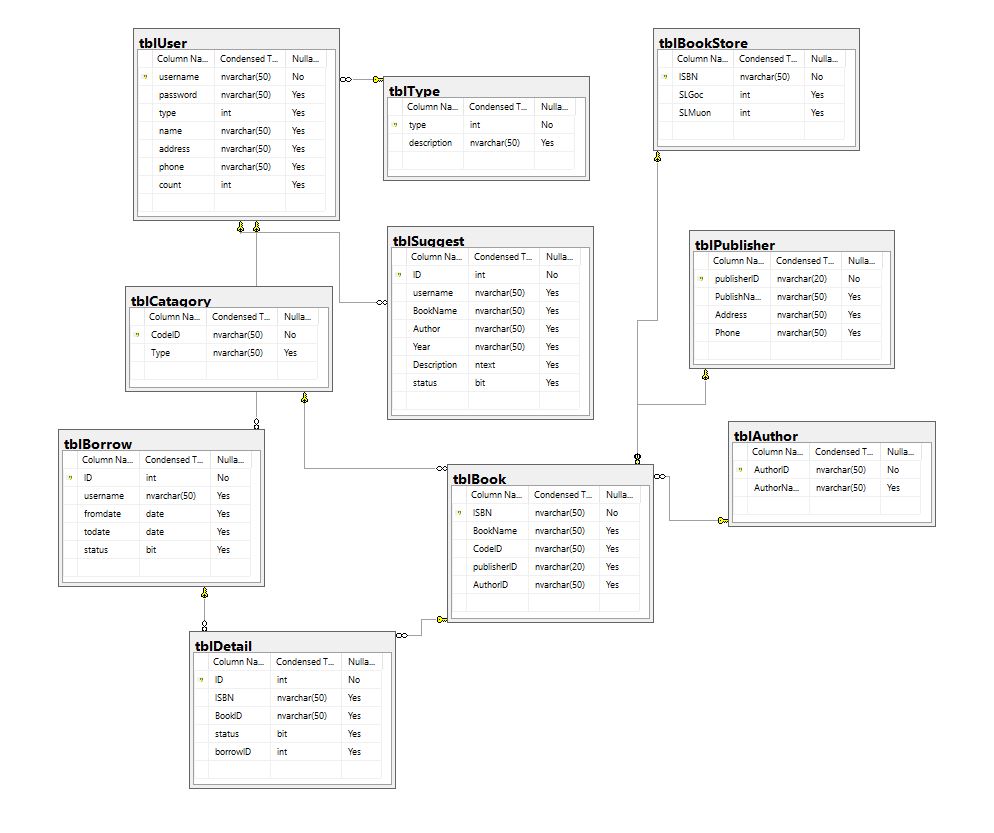 tblUser
Column Na... Condensed T... Nulla...
username nvarchar(50) No
password nvarchar(50) Yes
type int Yes
name nvarchar(50) Yes
address nvarchar(50) Yes
phone nvarchar(50) Yes
count int Yes
tblType
Column Na... Condensed T... Nulla...
type int No
description nvarchar(50) Yes
tblBookStore
Column Na... Condensed T... Nulla...
ISBN nvarchar(50) No
SLGoc int Yes
SLMuon int Yes
tblSuggest
Column Na... Condensed T... Nulla...
ID int No
username nvarchar(50) Yes
BookName nvarchar(50) Yes
Author nvarchar(50) Yes
Year nvarchar(50) Yes
Description ntext Yes
status bit Yes
tblPublisher
Column Na... Condensed T... Nulla...
publisherID nvarchar(20) No
PublishNa... nvarchar(50) Yes
Address nvarchar(50) Yes
Phone nvarchar(50) Yes
tblCatagory
Column Na... Condensed T... Nulla...
CodeID nvarchar(50) No
Type nvarchar(50) Yes
tblBorrow
Column Na... Condensed T... Nulla...
ID int No
username nvarchar(50) Yes
fromdate date Yes
todate date Yes
status bit Yes
tblBook
Column Na... Condensed T... Nulla...
ISBN nvarchar(50) No
BookName nvarchar(50) Yes
CodeID nvarchar(50) Yes
publisherID nvarchar(20) Yes
AuthorID nvarchar(50) Yes
tblAuthor
Column Na... Condensed T... Nulla...
AuthorID nvarchar(50) No
AuthorNa... nvarchar(50) Yes
tblDetail
Column Na... Condensed T... Nulla...
ID int No
ISBN nvarchar(50) Yes
BookID nvarchar(50) Yes
status bit Yes
borrowID int Yes